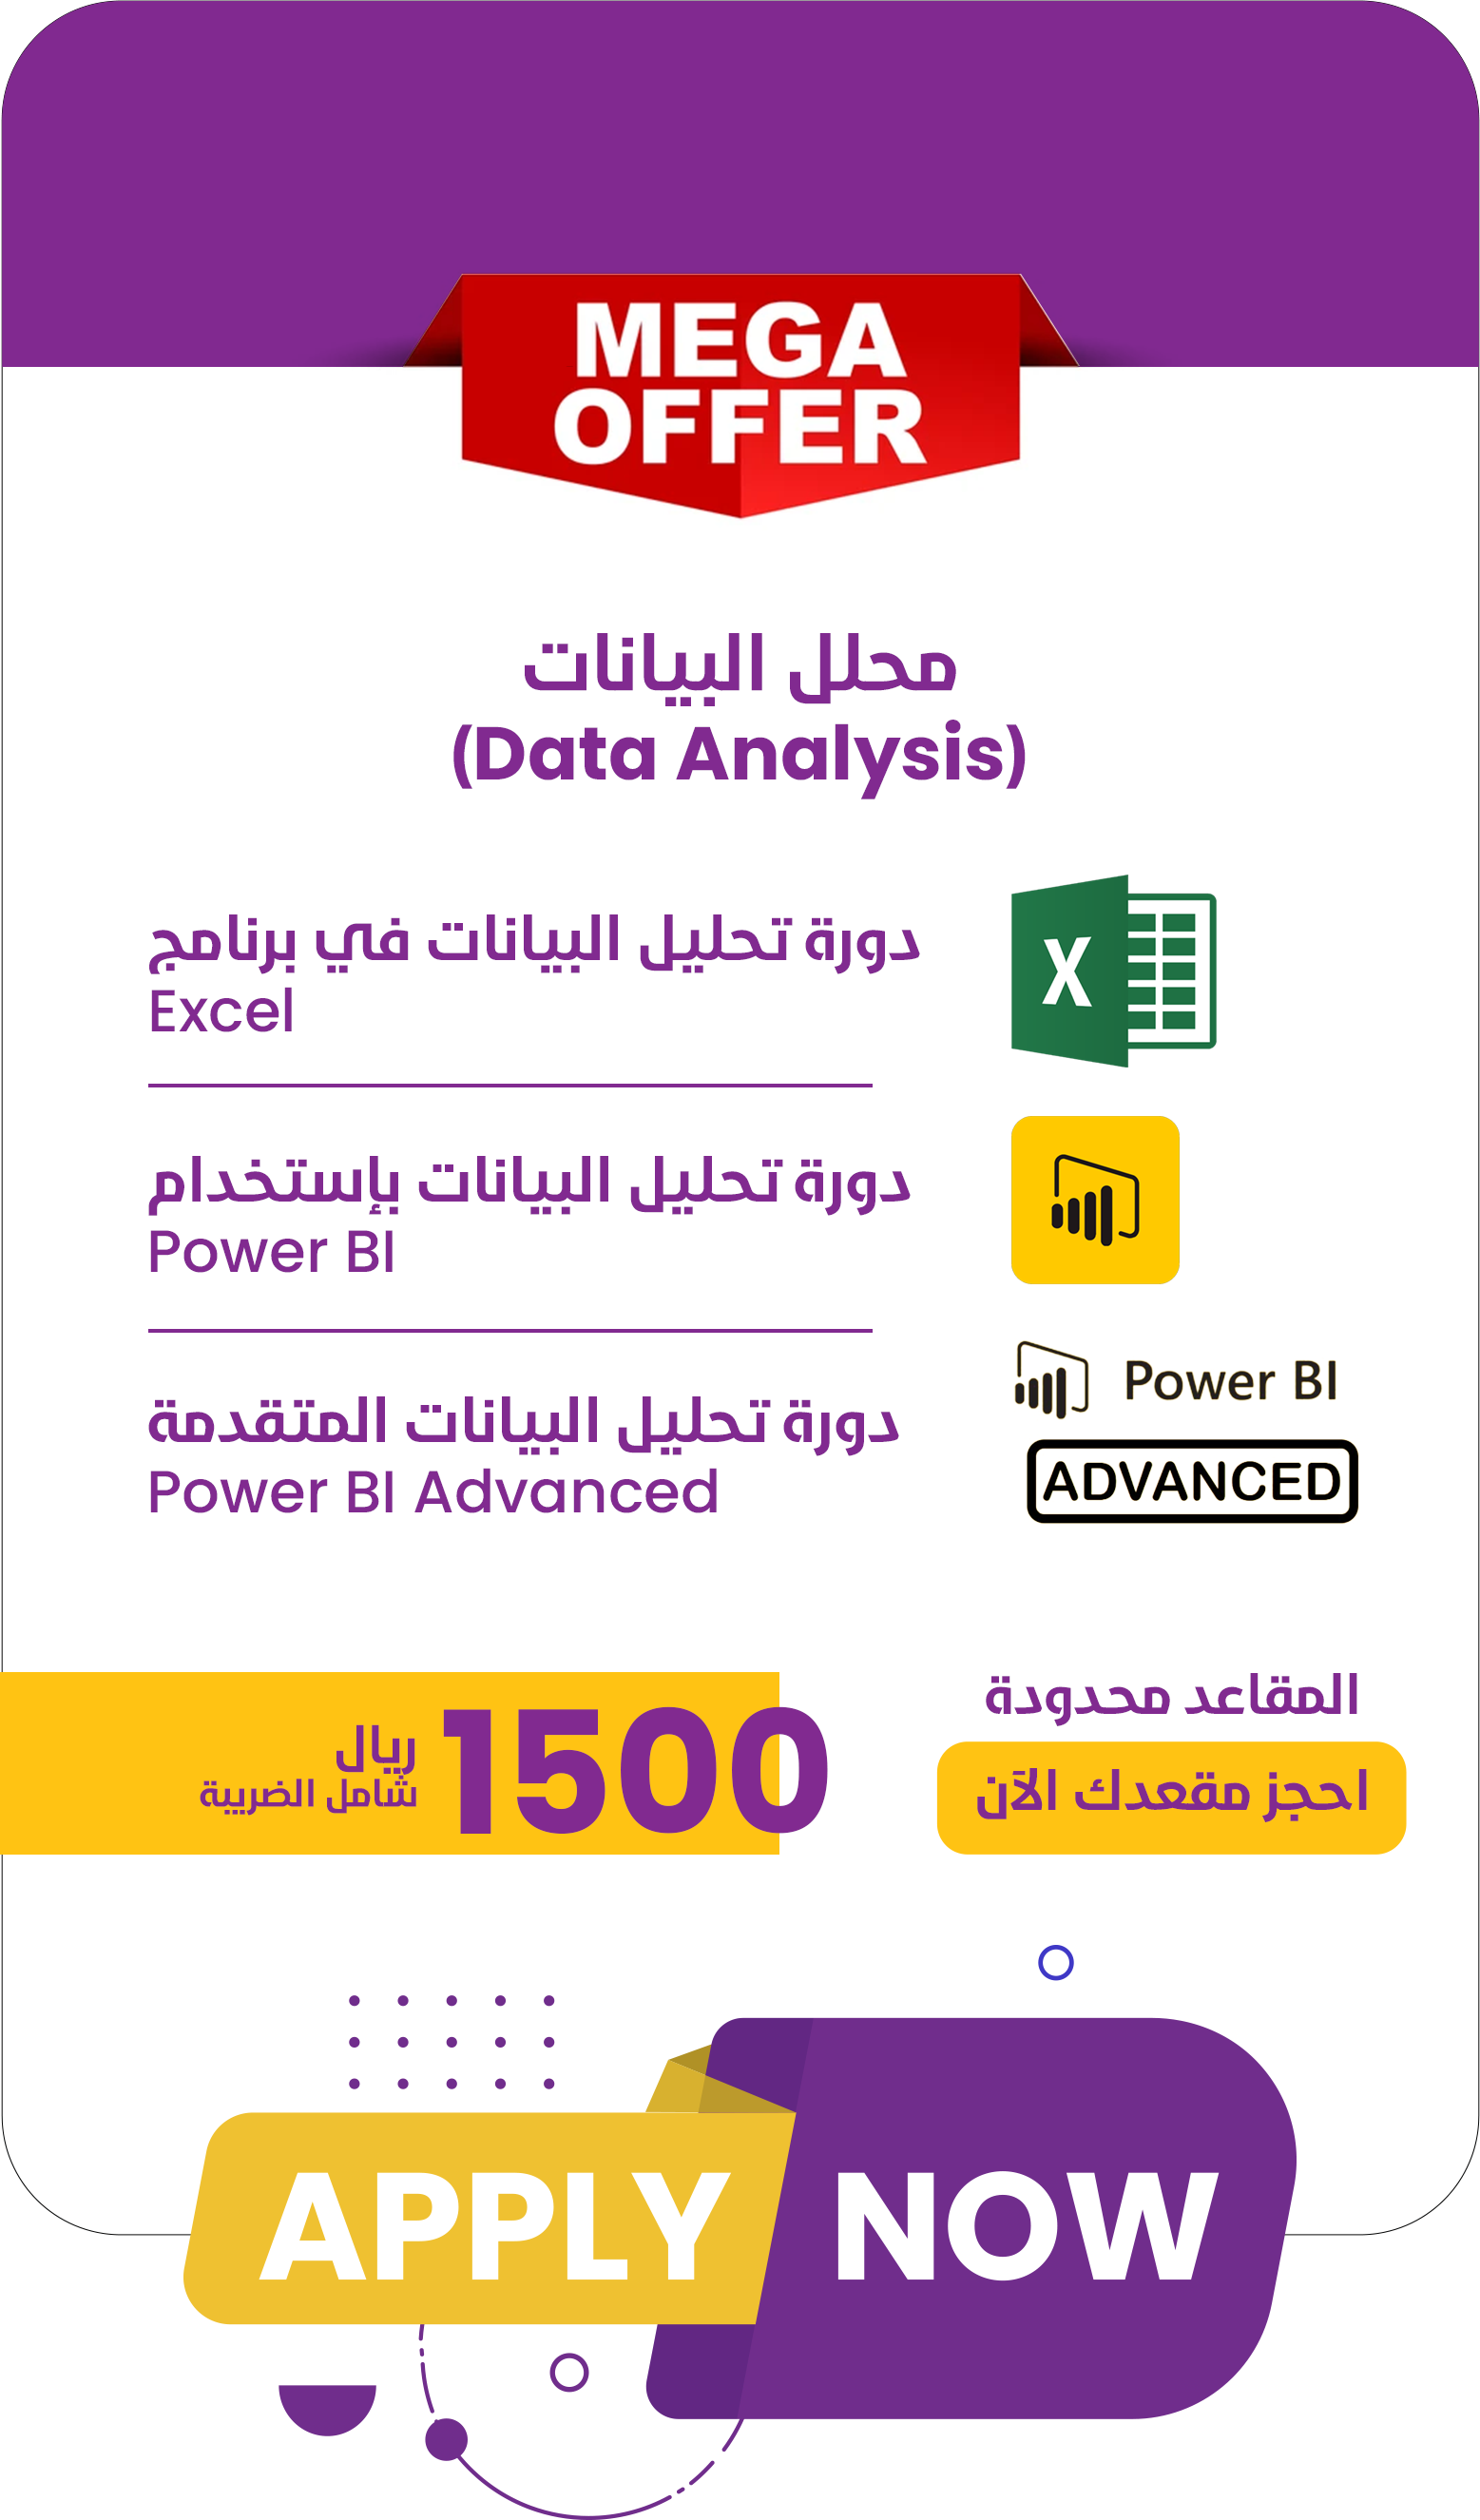 MEGA
OFFER
محلل البيانات
(Data Analysis)
دورة تحليل البيانات في برنامج
Excel
X
دورة تحليل البيانات بإستخدام
Power BI
دورة تحليل البيانات المتقدمة
Power BI Advanced
Power BI
ADVANCED
المقاعد محدودة
احجز مقعدك الآن
1500
ريال
شامل الضريبة
APPLY NOW